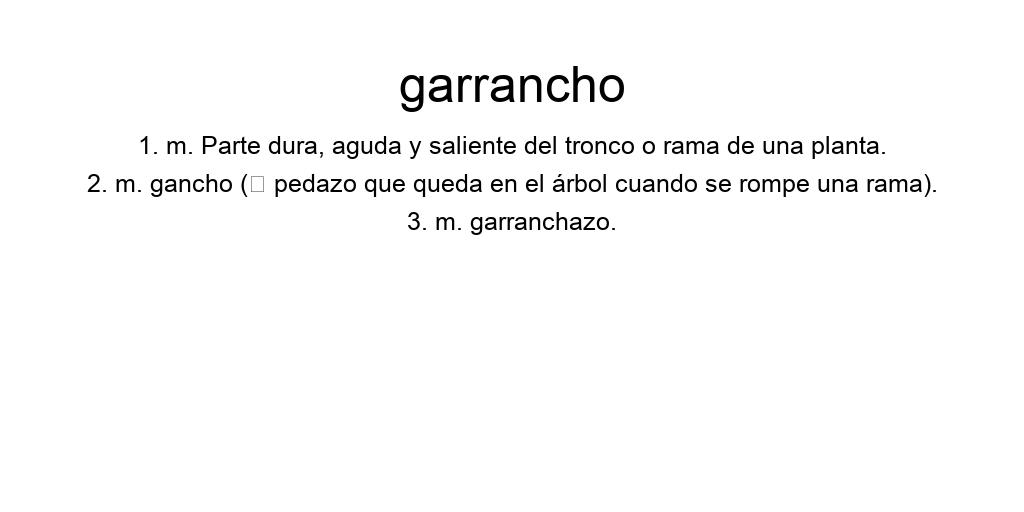 garrancho
1. m. Parte dura, aguda y saliente del tronco o rama de una planta.
2. m. gancho (▯ pedazo que queda en el árbol cuando se rompe una rama).
3. m. garranchazo.